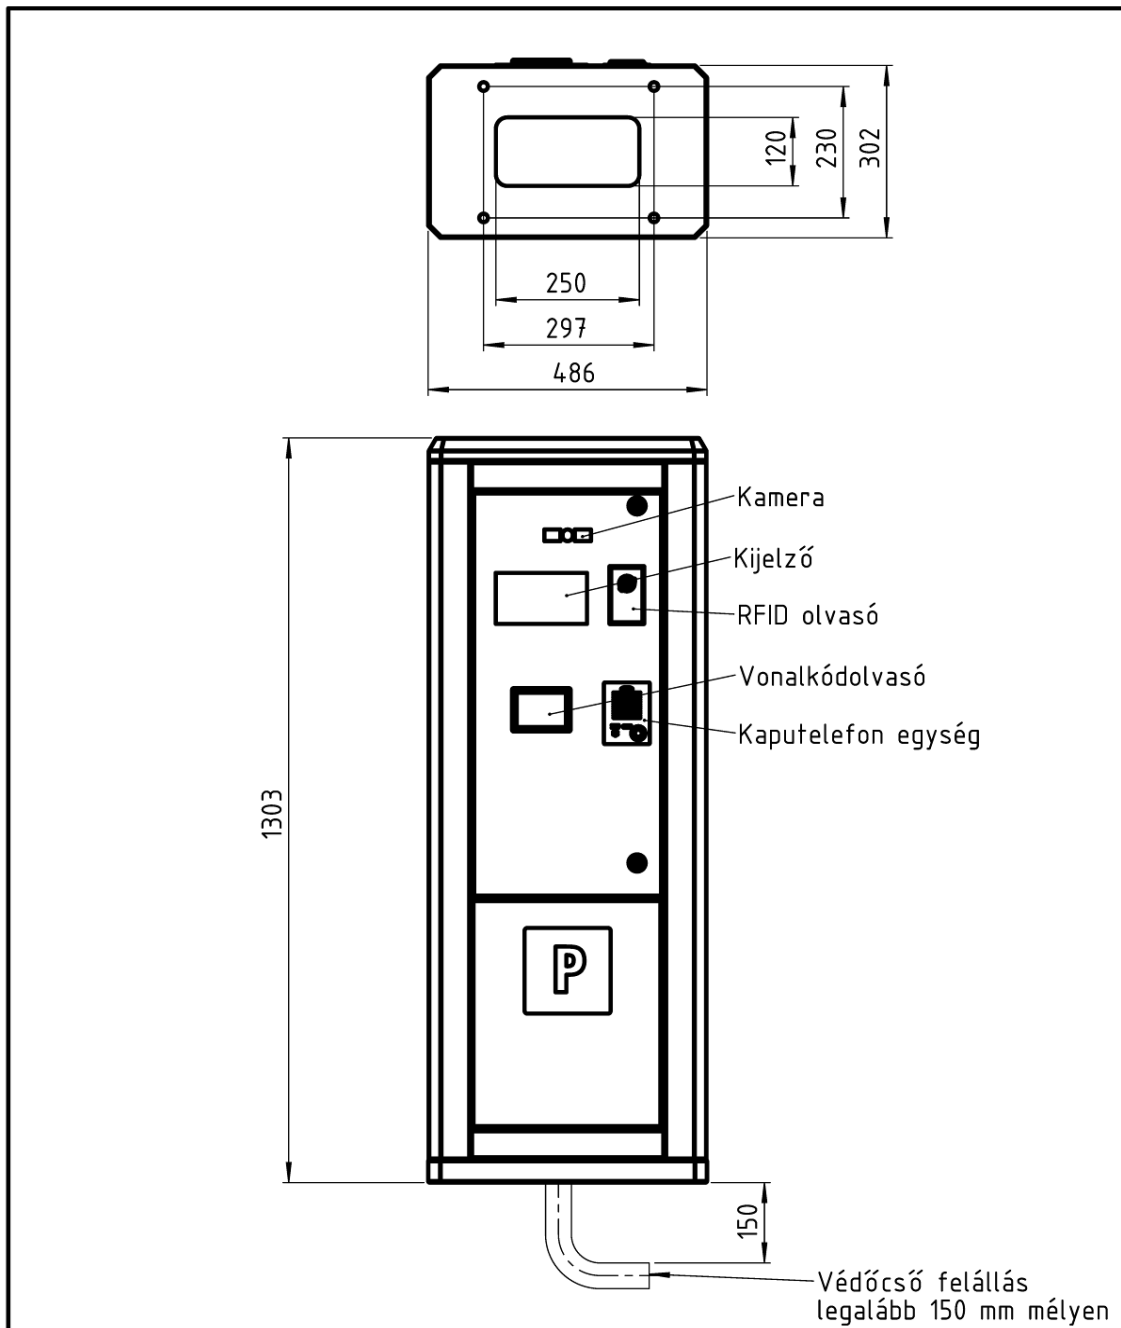 120
230
302
250
297
486
Kamera
Kijelző
RFID olvasó
Vonalkódolvasó
Kaputelefon egység
1303
P
150
Védőcső felállás
legalább 150 mm mélyen